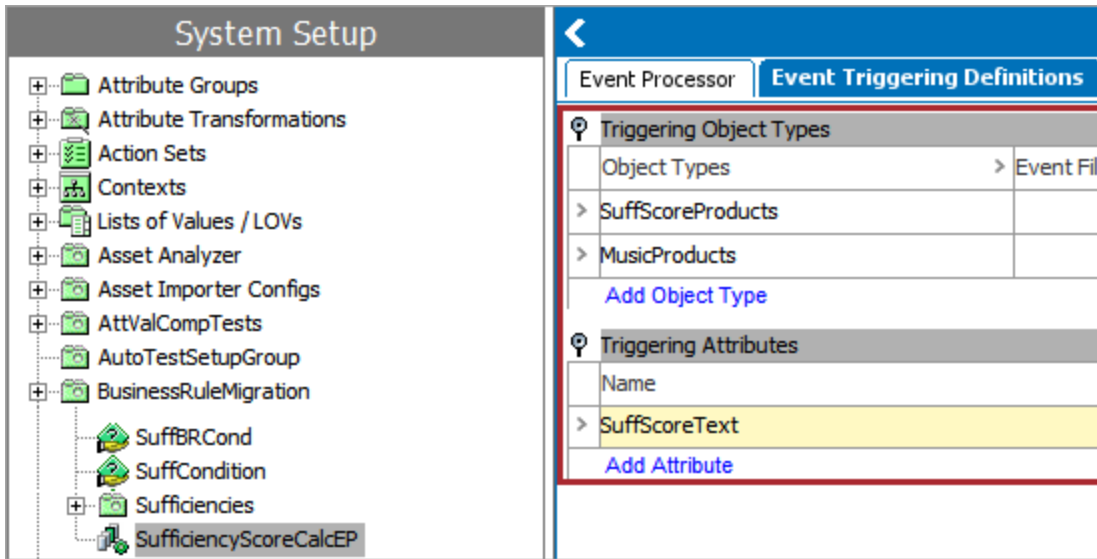 System Setup
Attribute Groups
Attribute Transformations
Action Sets
Contexts
Lists of Values / LOVs
Asset Analyzer
Asset Importer Configs
AttValCompTests
AutoTestSetupGroup
BusinessRuleMigration
SuffBRCond
SuffCondition
Sufficiencies
SufficiencyScoreCalcEP
Event Processor
Event Triggering Definitions
Triggering Object Types
Object Types > Event Fil
> SuffScoreProducts
> MusicProducts
Add Object Type
Triggering Attributes
Name
> SuffScoreText
Add Attribute